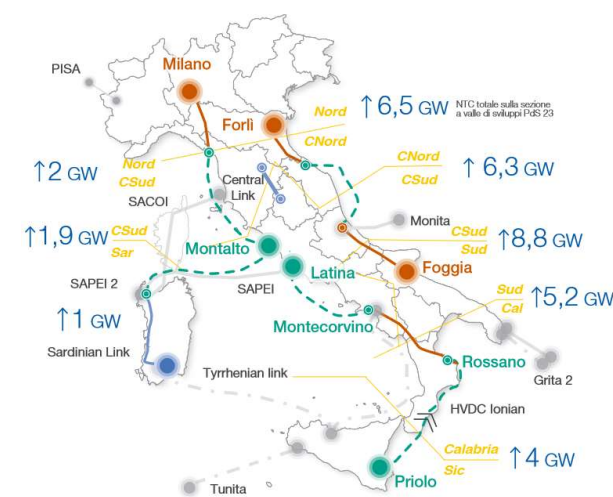 PISA
Milano
Forlì
Nord
CNord
↑6,5 GW
NTC totale sulla sezione
a valle di sviluppi PdS 23
↑2 GW
Nord
CSud
SACOI
Central
Link
CNord
CSud
↑6,3 GW
Monita
↑1,9 GW
CSud
Sar
Montalto
CSud
Sud
↑8,8 GW
SAPEI 2
SAPEI
Latina
Foggia
↑1 GW
Montecorvino
Sud
Cal
↑5,2 GW
Sardinian Link
Tyrrhenian link
Rossano
Grita 2
HVDC Ionian
Calabria
Sic
↑4 GW
Priolo
Tunita